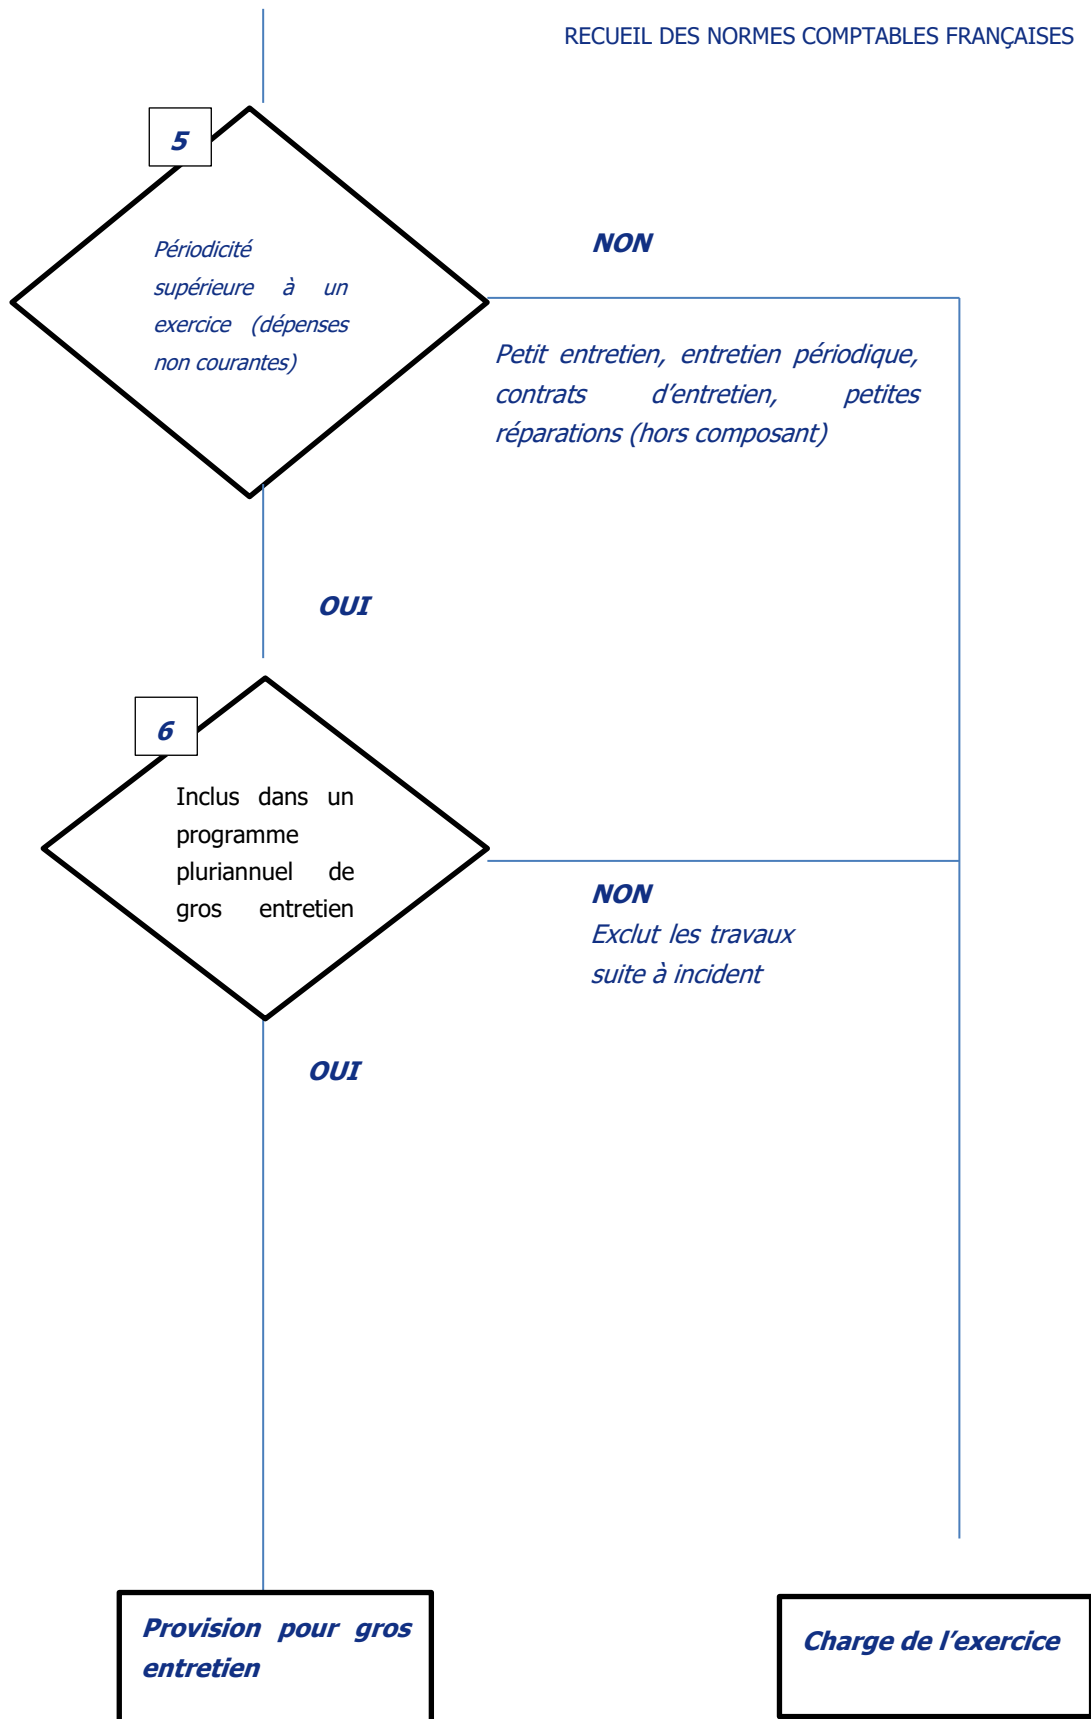 RECUEIL DES NORMES COMPTABLES FRANÇAISES
5
Périodicité
supérieure à un
exercice (dépenses
non courantes)
NON
Petit entretien, entretien périodique,
contrats d’entretien, petites
réparations (hors composant)
OUI
6
Inclus dans un
programme
pluriannuel de
gros entretien
NON
Exclut les travaux
suite à incident
OUI
Provision pour gros
entretien
Charge de l’exercice